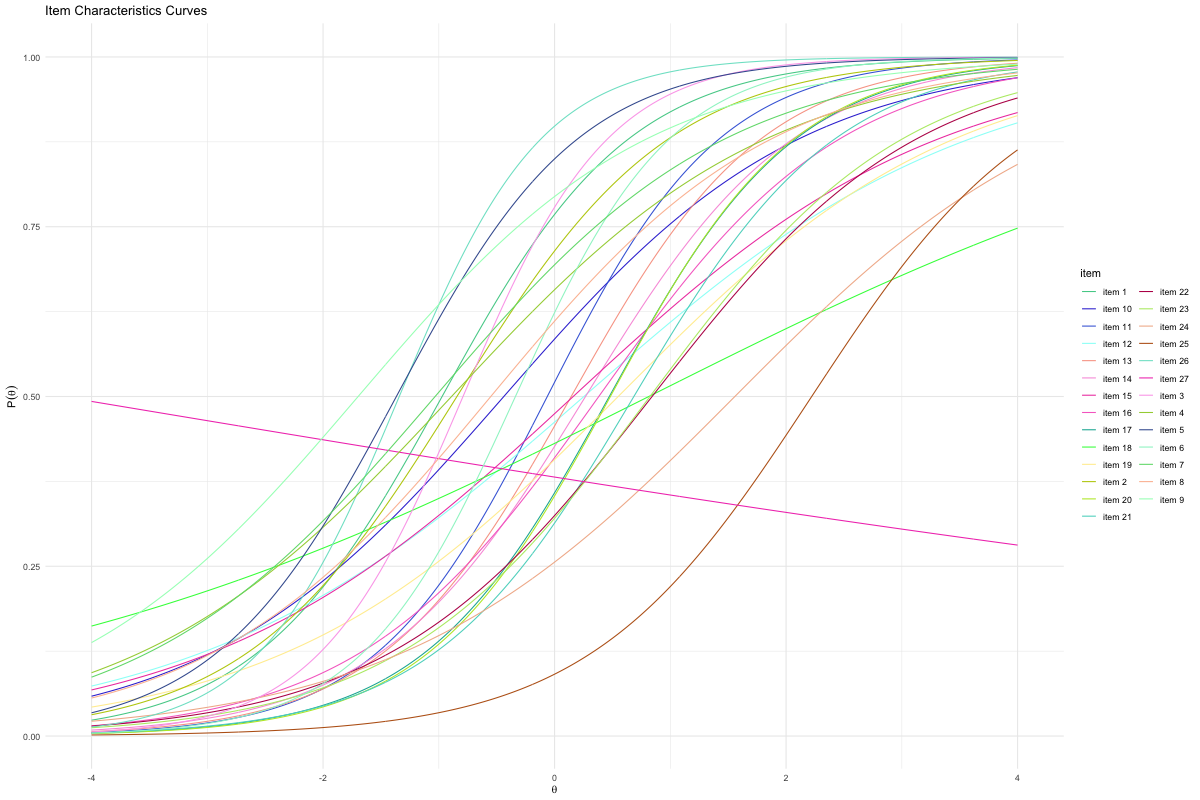 Item Characteristics Curves
1.00
0.75
0.50
0.25
0.00
P(θ)
-4 -2 0 2 4
θ
item
item 1 item 22
item 10 item 23
item 11 item 24
item 12 item 25
item 13 item 26
item 14 item 27
item 15 item 3
item 16 item 4
item 17 item 5
item 18 item 6
item 19 item 7
item 2 item 8
item 20 item 9
item 21